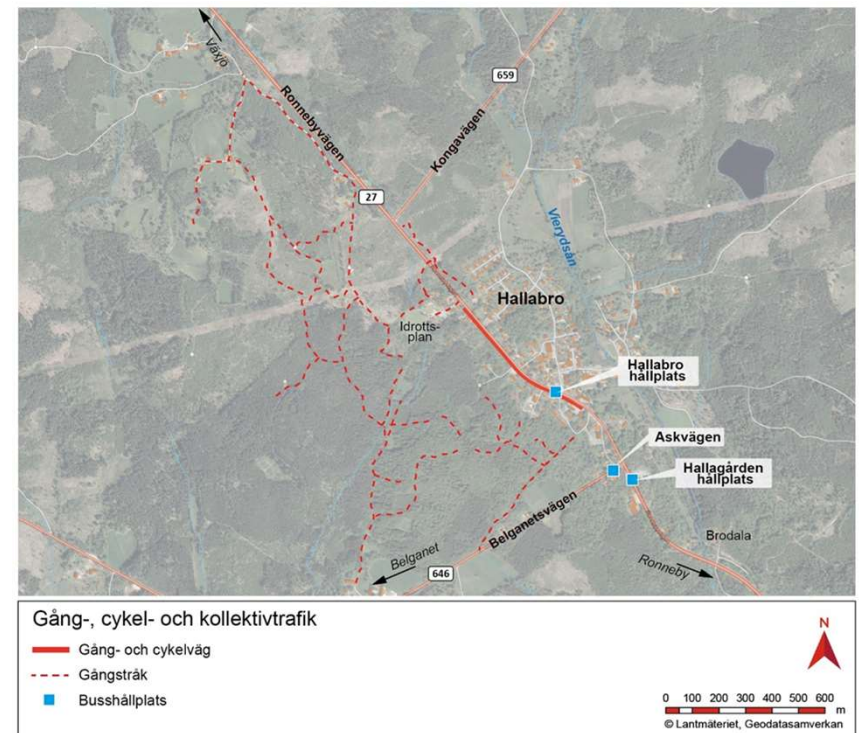 Växjö
Ronnebyvägen
659
Kongavägen
27
Vierydsån
Hallabro
Idrotts-
plan
Hallabro
hållplats
Askvägen
Hallagården
hållplats
Belganetsvägen
Brodala
Belganet
Ronneby
646
Gång-, cykel- och kollektivtrafik
Gång- och cykelväg
Gångstråk
Busshållplats
N
0 100 200 300 400 500 600
m
© Lantmäteriet, Geodatasamverkan